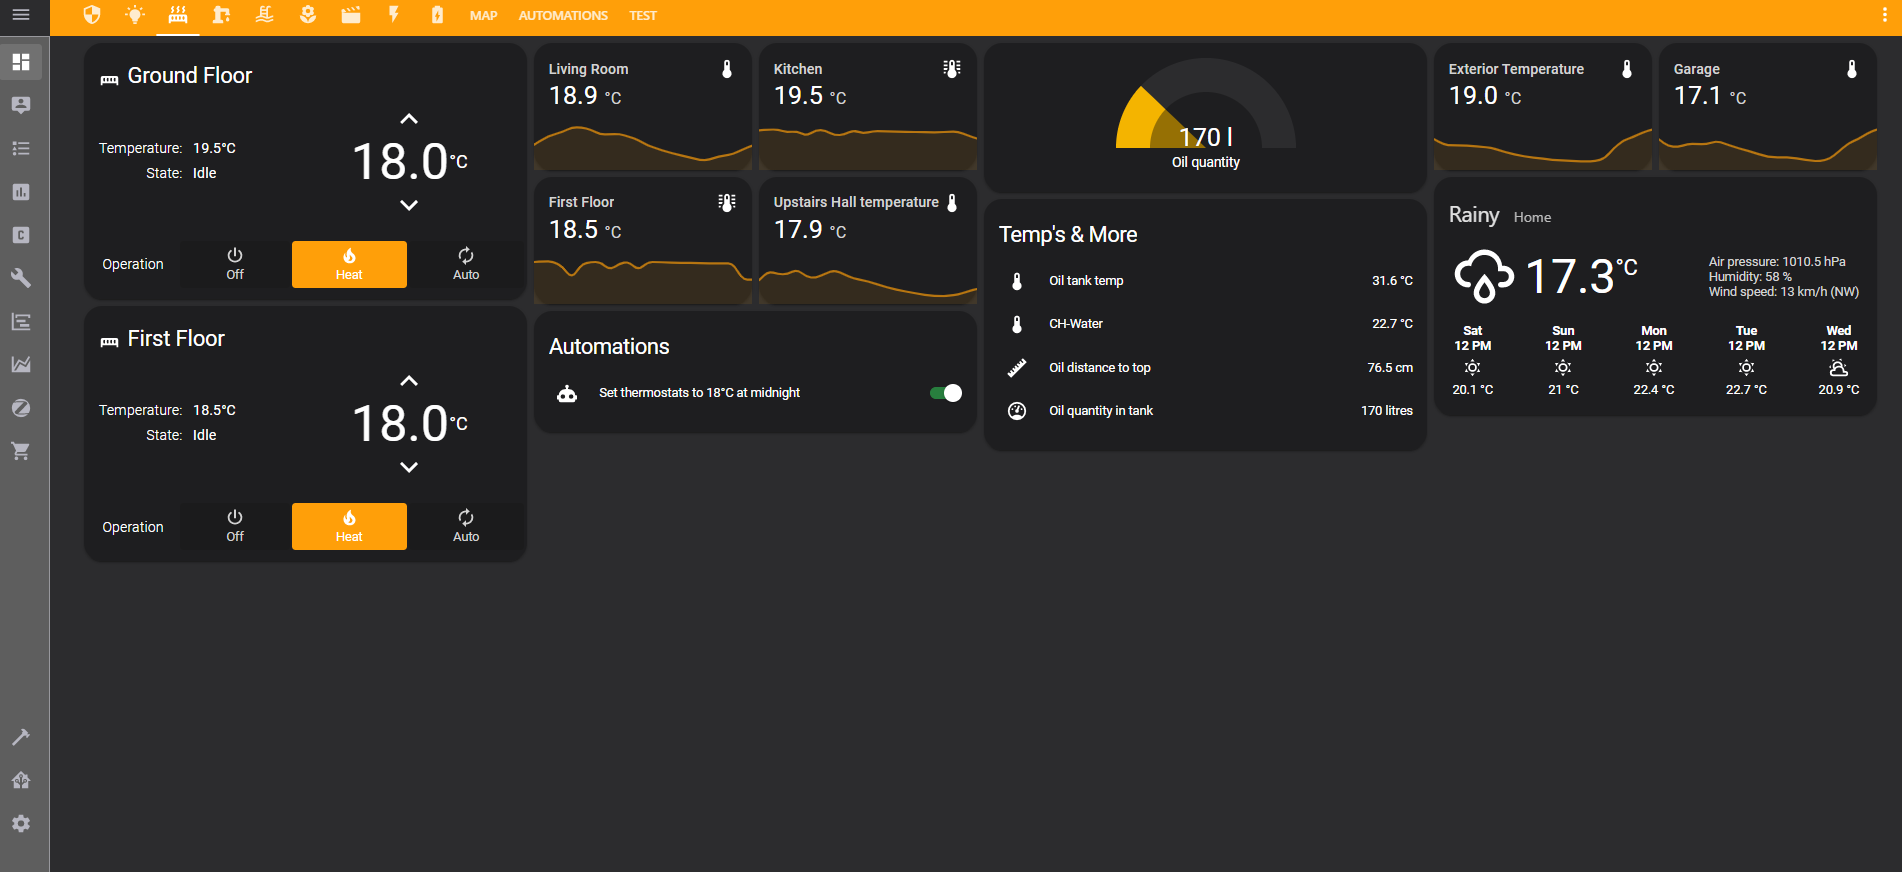 MAP AUTOMATIONS TEST
Ground Floor
Temperature: 19.5°C
State: Idle
18.0°C
Operation
Off
Heat
Auto
First Floor
Temperature: 18.5°C
State: Idle
18.0°C
Operation
Off
Heat
Auto
Living Room
18.9 °C
Kitchen
19.5 °C
First Floor
18.5 °C
Upstairs Hall temperature
17.9 °C
Automations
Set thermostats to 18°C at midnight
170 l
Oil quantity
Temp's & More
Oil tank temp 31.6 °C
CH-Water 22.7 °C
Oil distance to top 76.5 cm
Oil quantity in tank 170 litres
Exterior Temperature
19.0 °C
Garage
17.1 °C
Rainy Home
17.3°C
Air pressure: 1010.5 hPa
Humidity: 58 %
Wind speed: 13 km/h (NW)
Sat Sun Mon Tue Wed
12 PM 12 PM 12 PM 12 PM 12 PM
20.1 °C 21 °C 22.4 °C 22.7 °C 20.9 °C